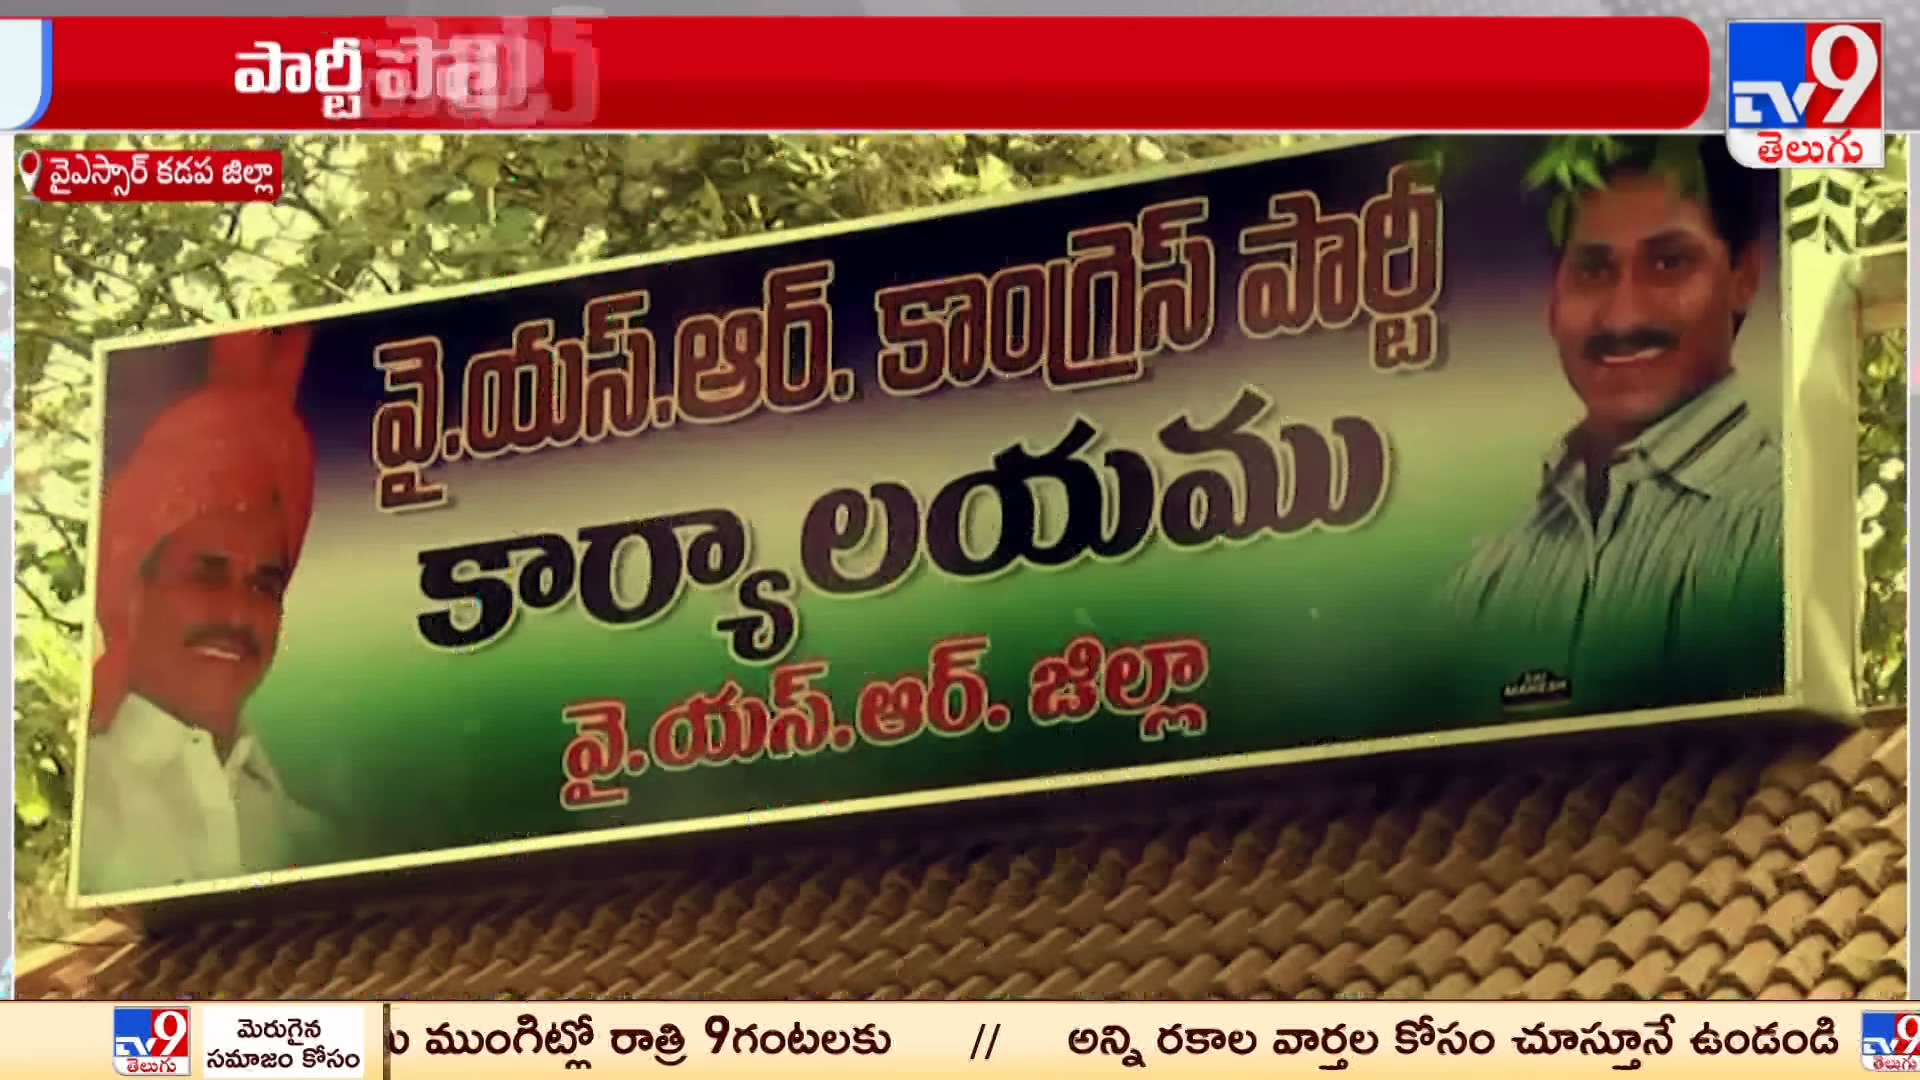 పార్టీ
TV9
తెలుగు
వైఎస్సార్ కడప జిల్లా
వై.యస్.ఆర్. కాంగ్రెస్ పార్టీ
కార్యాలయము
వై.యస్.ఆర్. జిల్లా
TV9
తెలుగు
మెరుగైన
సమాజం కోసం
ముంగిట్లో రాత్రి 9గంటలకు // అన్ని రకాల వార్తల కోసం చూస్తూనే ఉండండి
TV9
తెలుగు